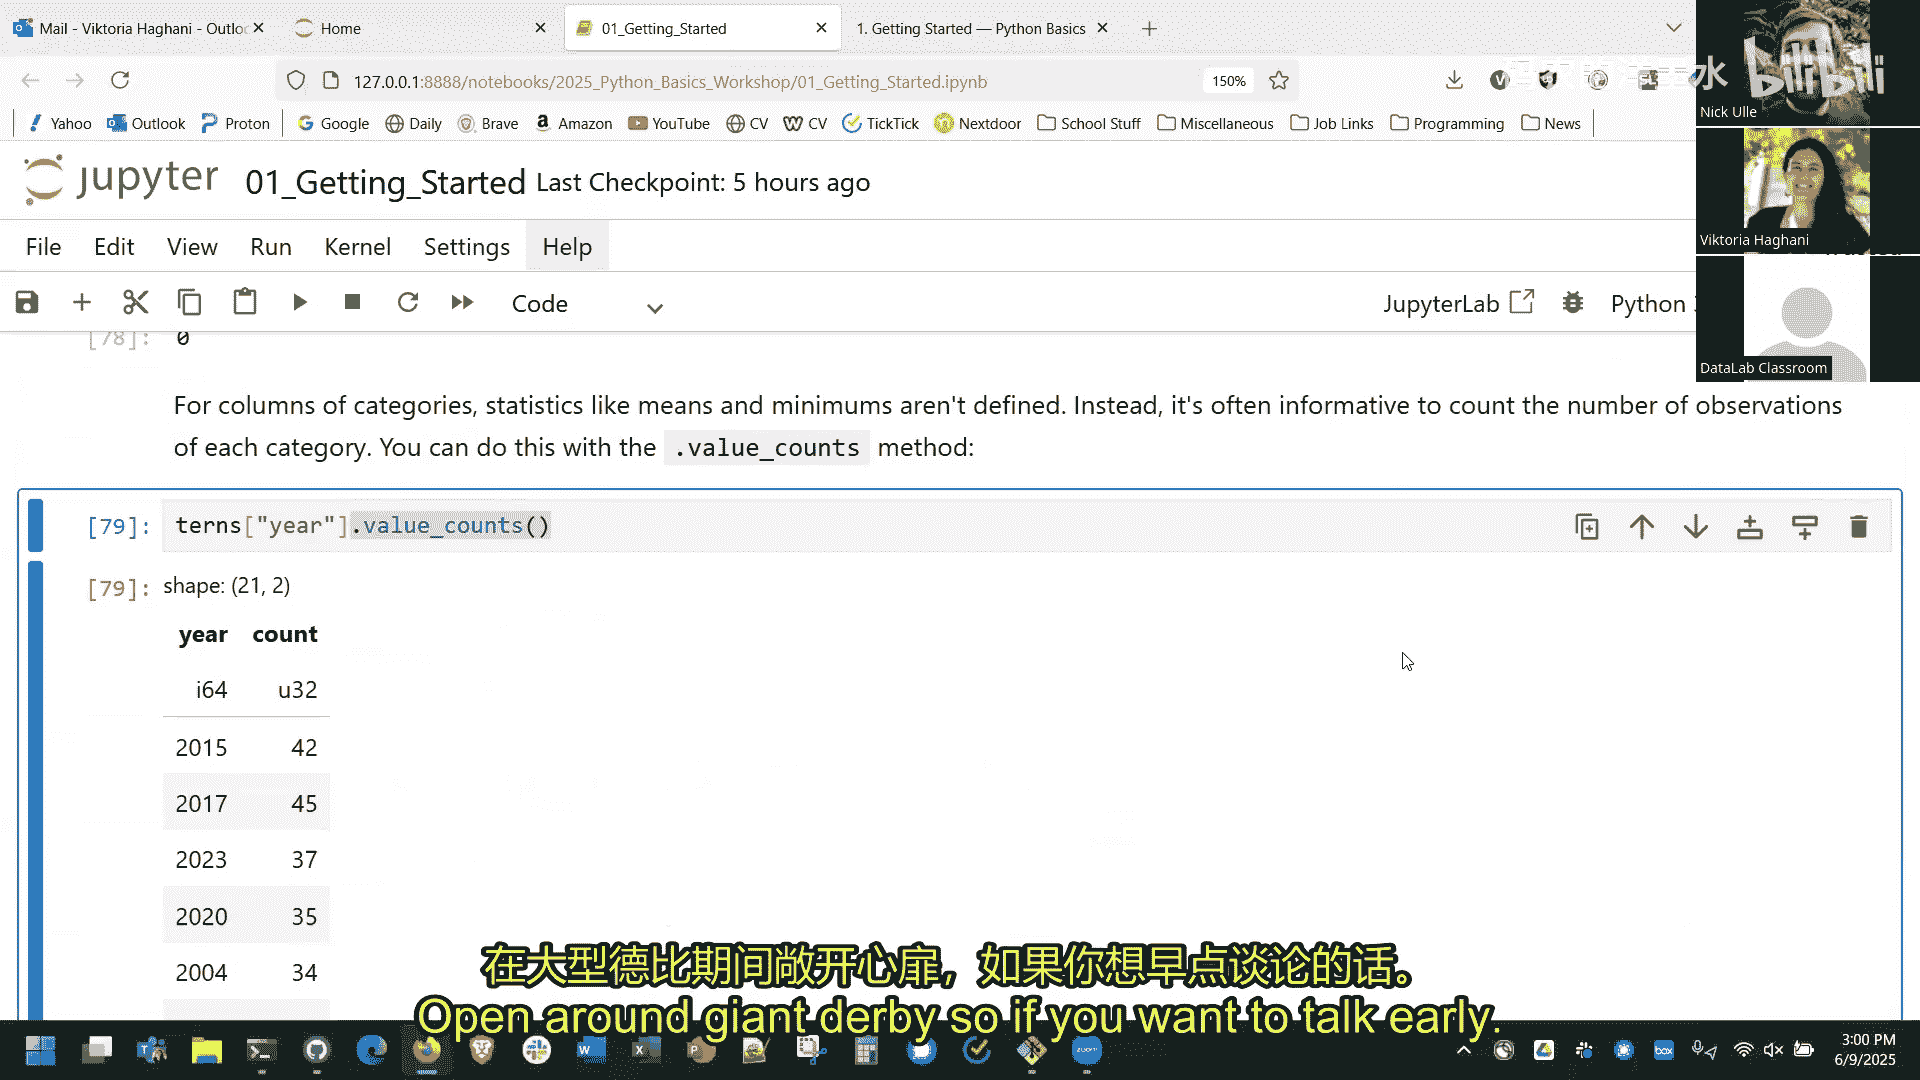 Mail - Viktoria Haghani - Outlo
Home
01_Getting_Started
1. Getting Started — Python Basics
127.0.0.1:8888/notebooks/2025_Python_Basics_Workshop/01_Getting_Started.ipynb
150%
bilibili
Nick Ulle
Yahoo
Outlook
Proton
Google
Daily
Brave
Amazon
YouTube
CV
CV
TickTick
Nextdoor
School Stuff
Miscellaneous
Job Links
Programming
News
jupyter
01_Getting_Started Last Checkpoint: 5 hours ago
Viktoria Haghani
File Edit View Run Kernel Settings Help
Code
JupyterLab
Python
DataLab Classroom
[78]: 0
For columns of categories, statistics like means and minimums aren't defined. Instead, it's often informative to count the number of observations
of each category. You can do this with the .value_counts method:
[79]: terns["year"].value_counts()
[79]: shape: (21, 2)
year count
i64 u32
2015 42
2017 45
2023 37
2020 35
2004 34
在大型德比期间敞开心扉，如果你想早点谈论的话。
Open around giant derby so if you want to talk early.
3:00 PM
6/9/2025